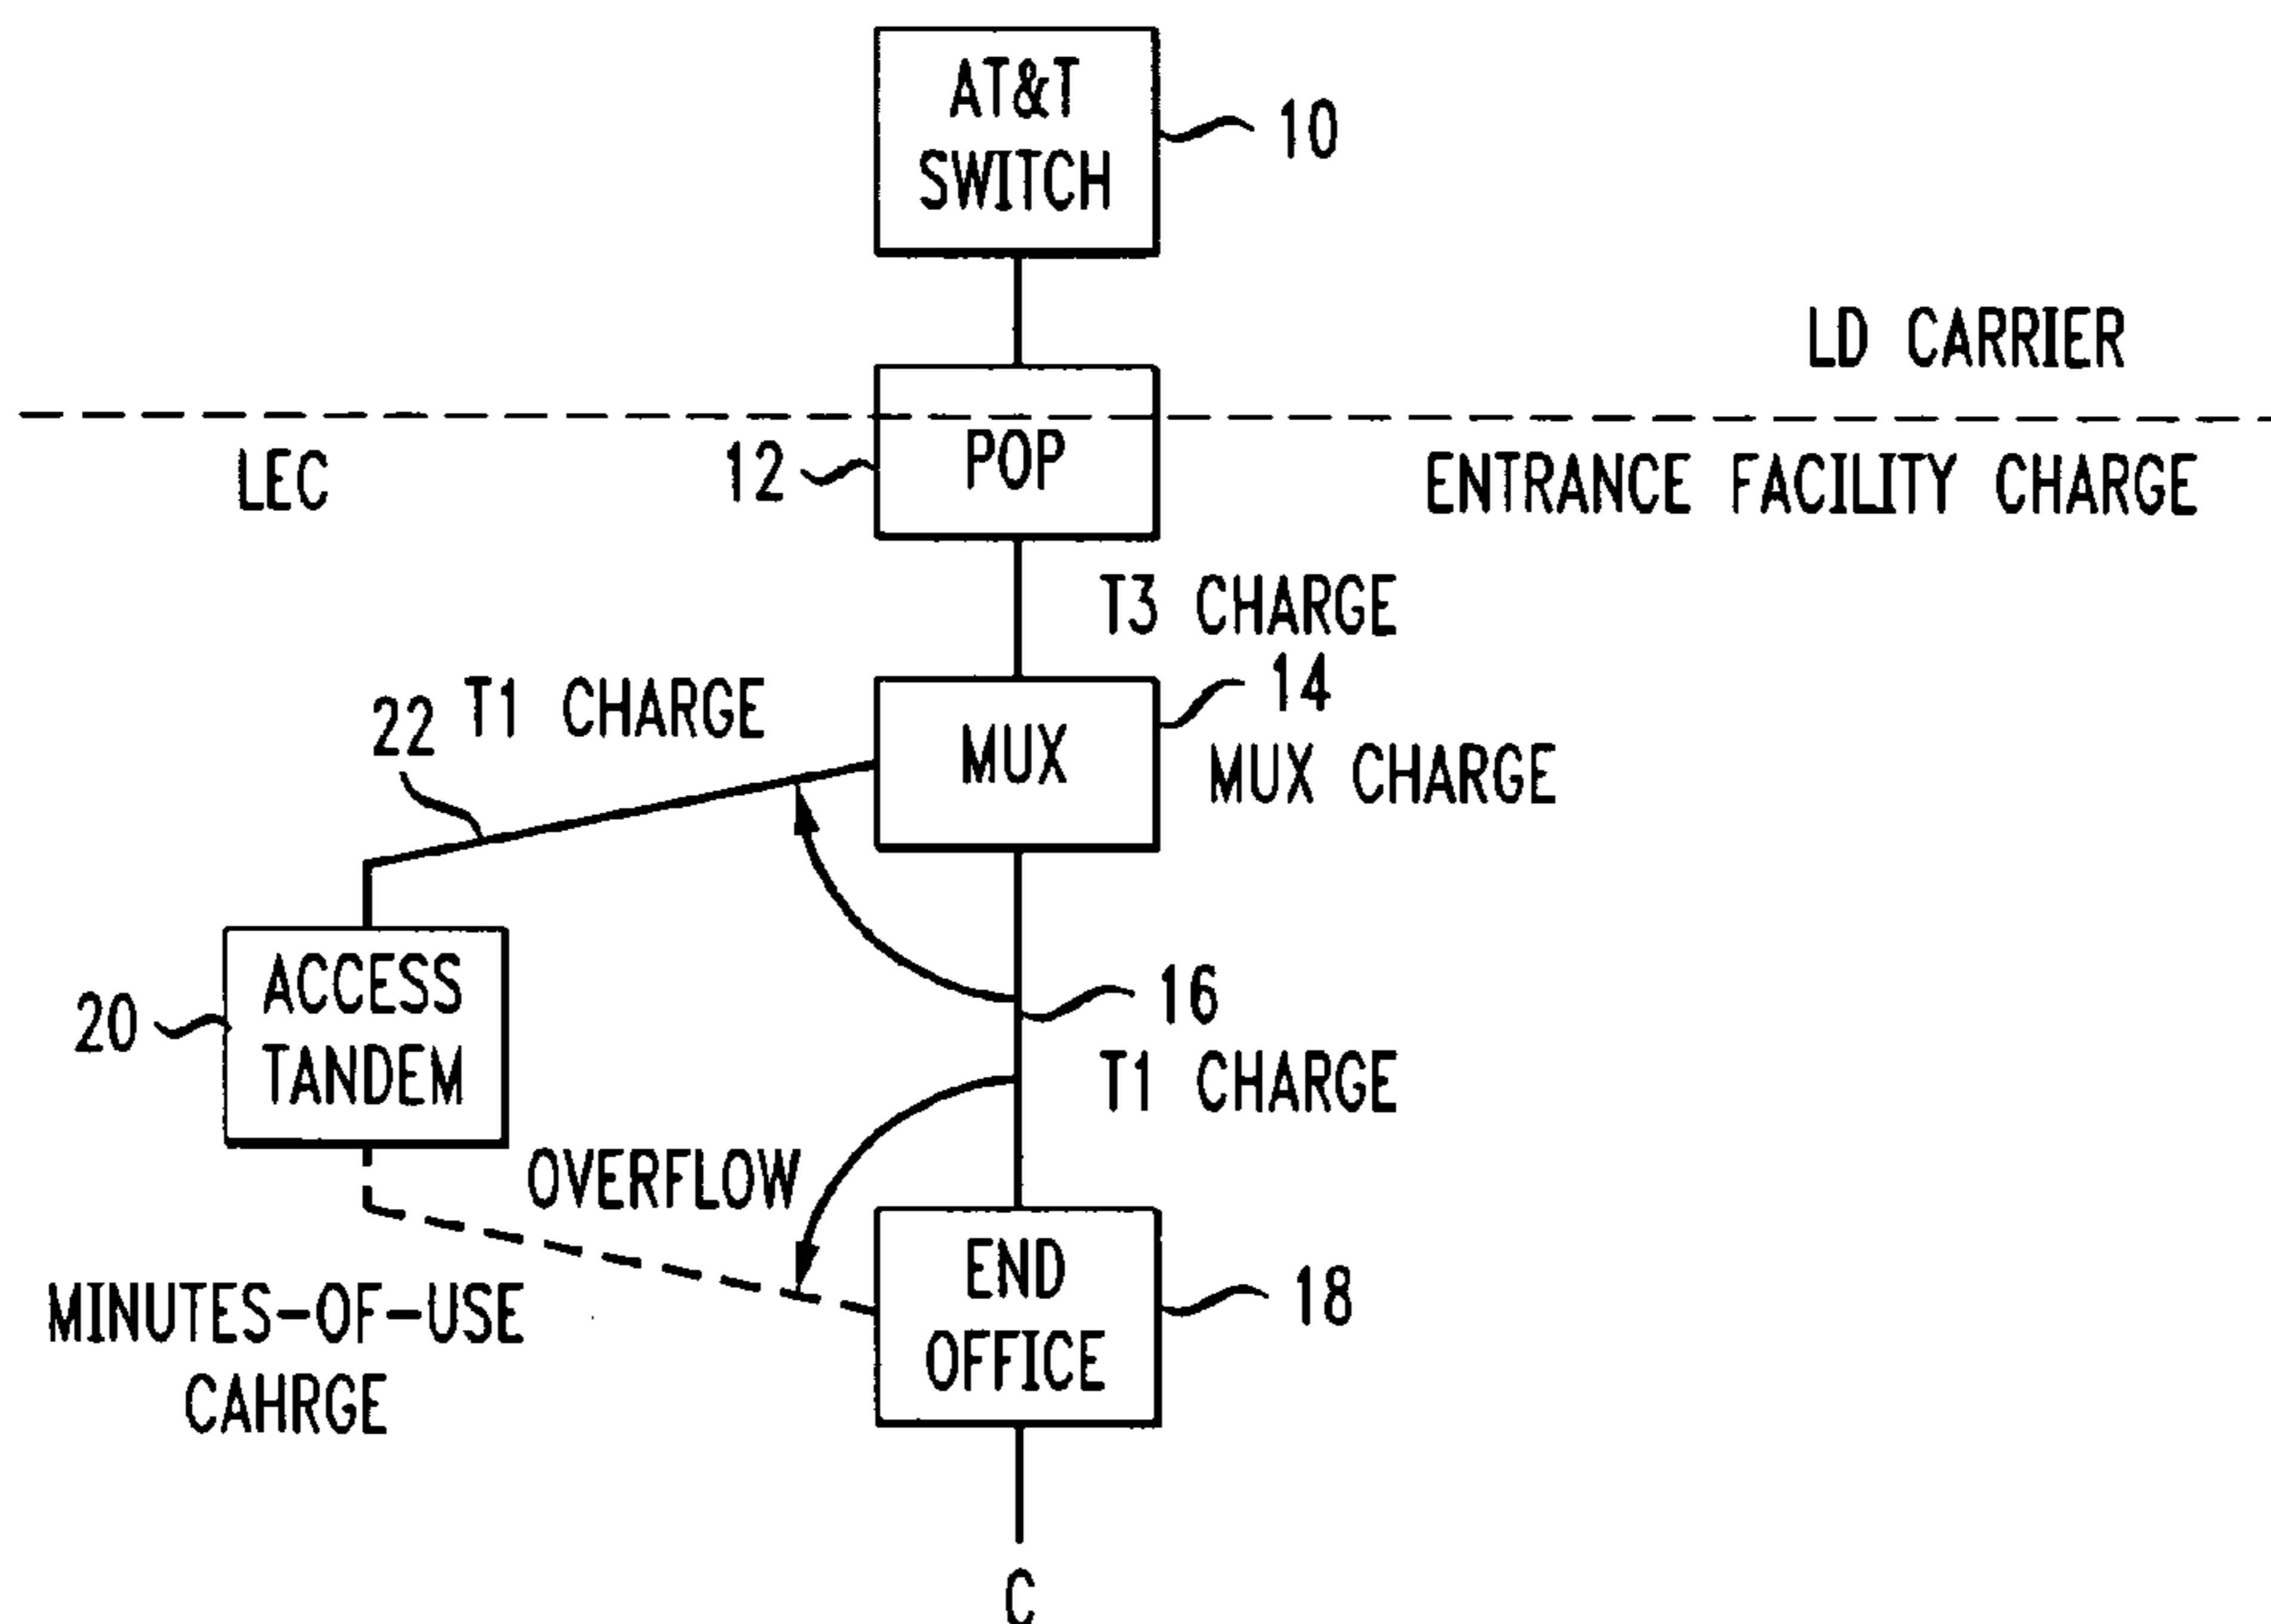 AT&T
SWITCH
10
LD CARRIER
LEC
12
POP
ENTRANCE FACILITY CHARGE
T3 CHARGE
14
22
T1 CHARGE
MUX
MUX CHARGE
ACCESS
TANDEM
20
16
T1 CHARGE
OVERFLOW
END
OFFICE
18
MINUTES-OF-USE
CAHRGE
C